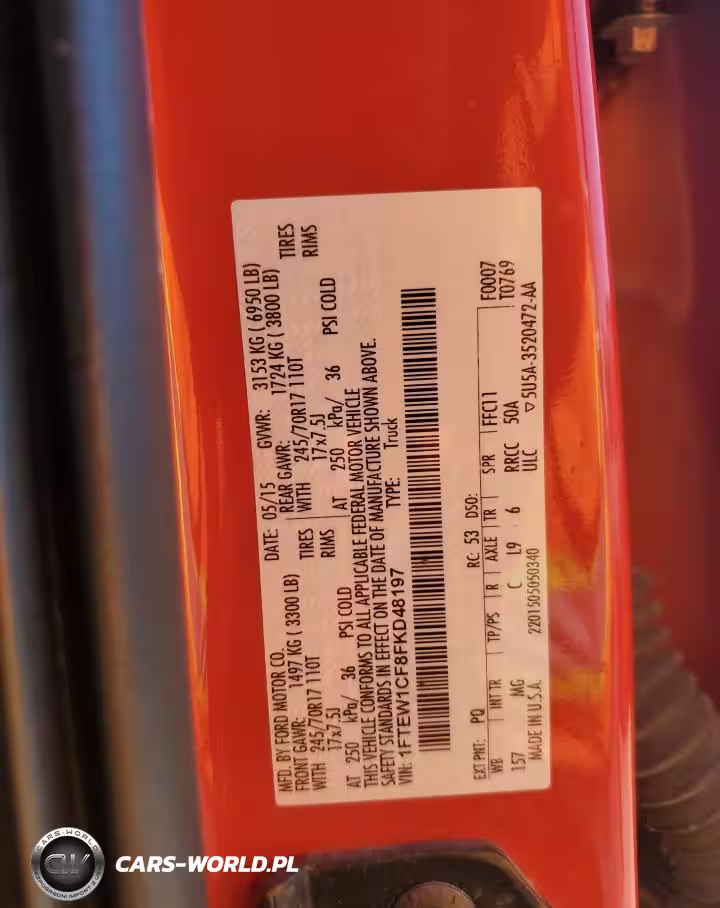 MFD. BY FORD MOTOR CO.
DATE: 05/15 GVWR: 3153 KG ( 6950 LB)
FRONT GAWR: 1497 KG ( 3300 LB)
REAR GAWR: 1724 KG ( 3800 LB)
WITH 245/70R17 110T TIRES
WITH 245/70R17 110T TIRES
17x7.5J RIMS
17x7.5J RIMS
AT 250 kPa/ 36 PSI COLD
AT 250 kPa/ 36 PSI COLD
THIS VEHICLE CONFORMS TO ALL APPLICABLE FEDERAL MOTOR VEHICLE
SAFETY STANDARDS IN EFFECT ON THE DATE OF MANUFACTURE SHOWN ABOVE.
VIN: 1FTEW1CF8FKD48197 TYPE: Truck
EXT PNT: PQ RC: 53 DSO: F0007
WB INT TR TP/PS R AXLE TR SPR FFCI1 T0769
157 MG C L9 6 RRCC 50A ▽5U5A-3520472-AA
MADE IN U.S.A. 2201505050340 ULC
CARS-WORLD
CW
CARS-WORLD.PL